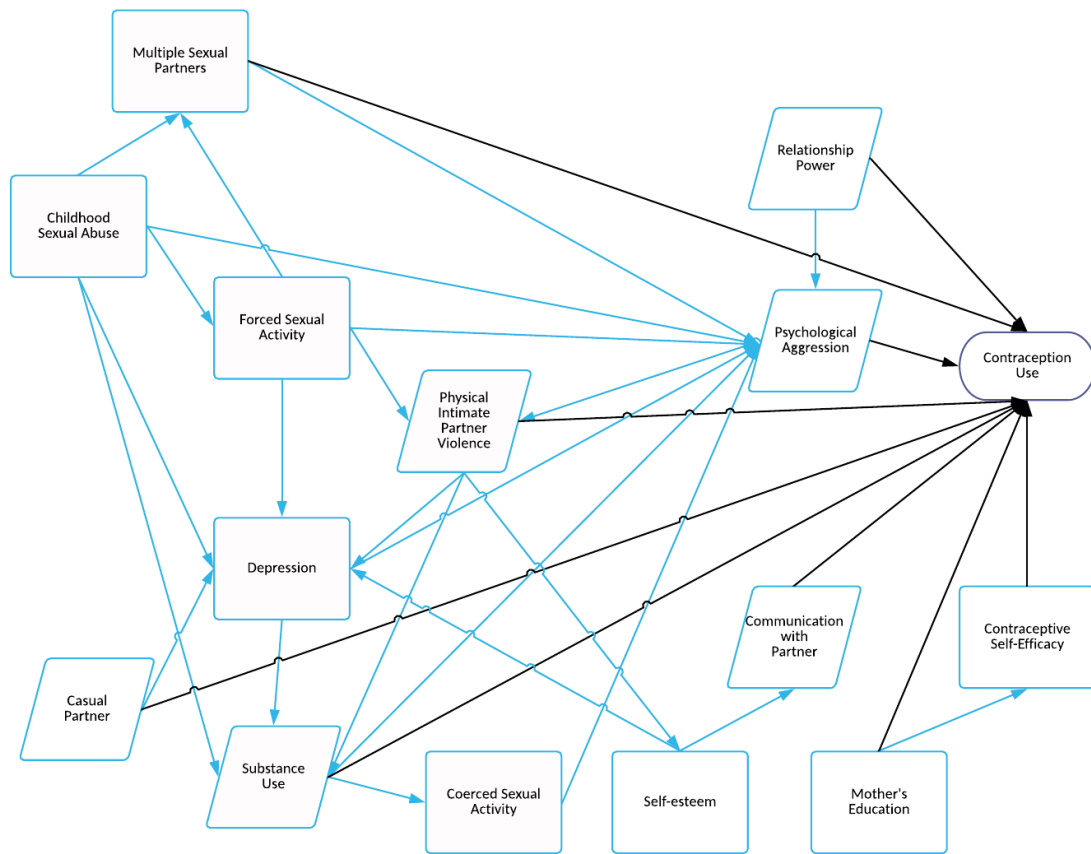 Multiple Sexual
Partners
Relationship
Power
Childhood
Sexual Abuse
Forced Sexual
Activity
Psychological
Aggression
Contraception
Use
Physical
Intimate
Partner
Violence
Depression
Communication
with
Partner
Contraceptive
Self-Efficacy
Casual
Partner
Substance
Use
Coerced Sexual
Activity
Self-esteem
Mother's
Education